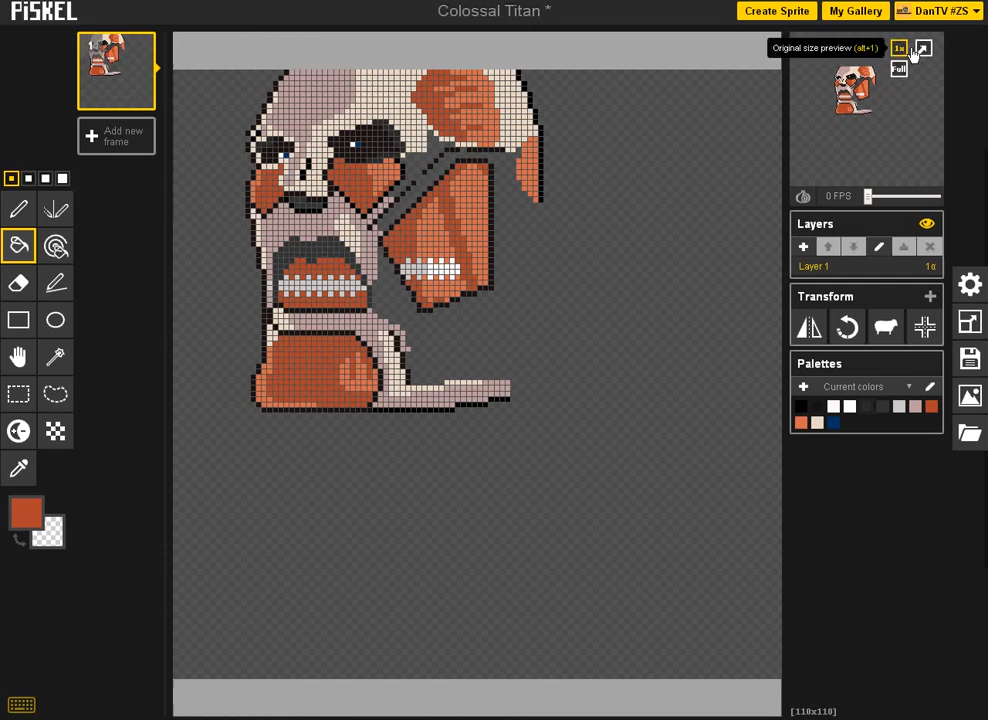 PiSKEL
Colossal Titan *
Create Sprite
My Gallery
DanTV #ZS
1
Original size preview (alt+1)
1x
Full
Add new
frame
0 FPS
Layers
Layer 1
1α
Transform
Palettes
Current colors
[110x110]